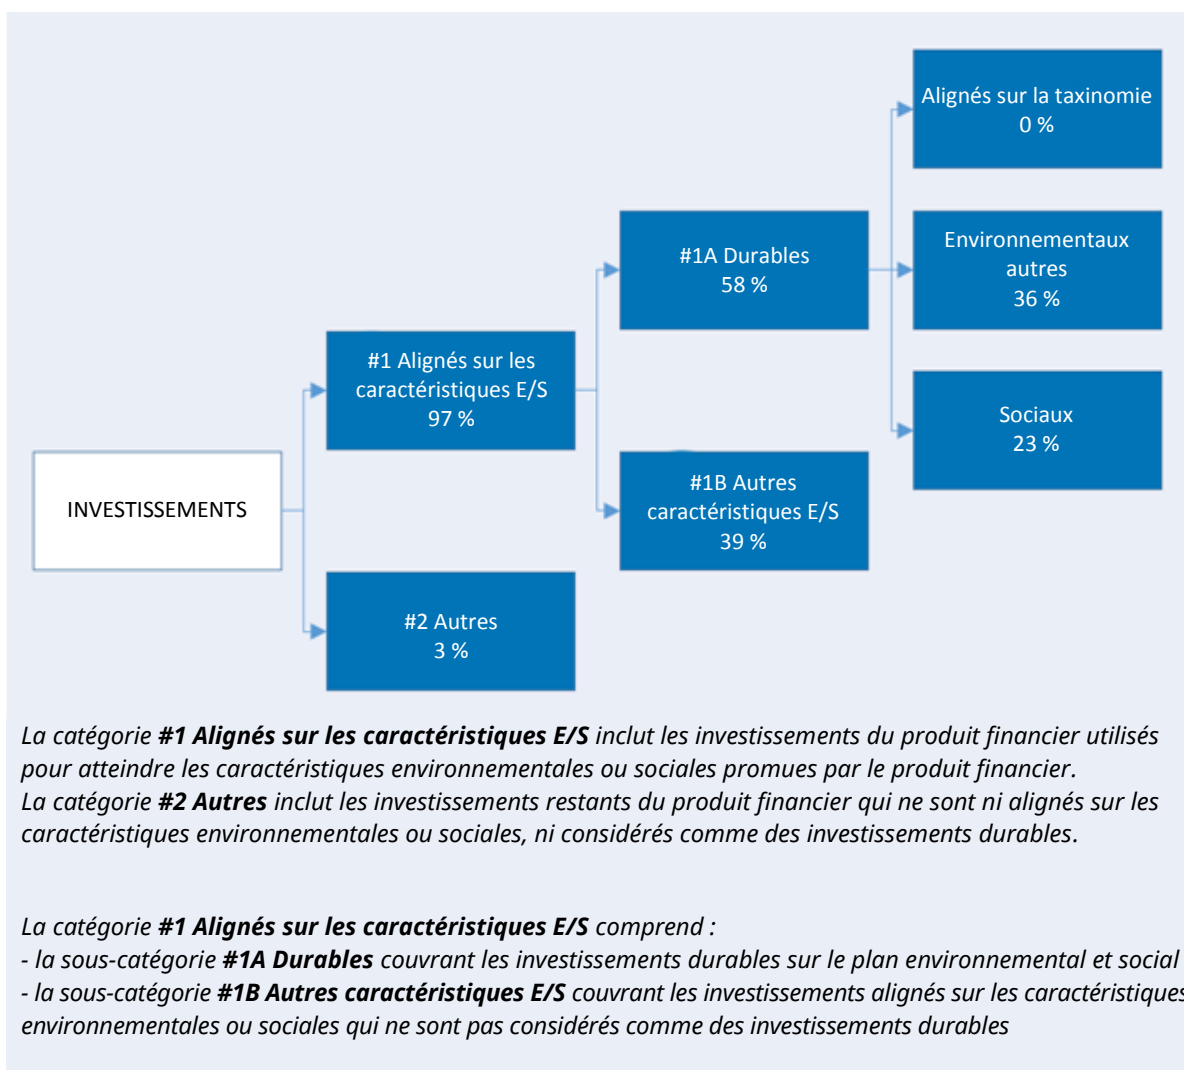 Alignés sur la taxinomie
0 %
#1A Durables
58 %
Environnementaux
autres
36 %
#1 Alignés sur les
caractéristiques E/S
97 %
Sociaux
23 %
INVESTISSEMENTS
#1B Autres
caractéristiques E/S
39 %
#2 Autres
3 %
La catégorie #1 Alignés sur les caractéristiques E/S inclut les investissements du produit financier utilisés
pour atteindre les caractéristiques environnementales ou sociales promues par le produit financier.
La catégorie #2 Autres inclut les investissements restants du produit financier qui ne sont ni alignés sur les
caractéristiques environnementales ou sociales, ni considérés comme des investissements durables.
La catégorie #1 Alignés sur les caractéristiques E/S comprend :
- la sous-catégorie #1A Durables couvrant les investissements durables sur le plan environnemental et social
- la sous-catégorie #1B Autres caractéristiques E/S couvrant les investissements alignés sur les caractéristiques
environnementales ou sociales qui ne sont pas considérés comme des investissements durables